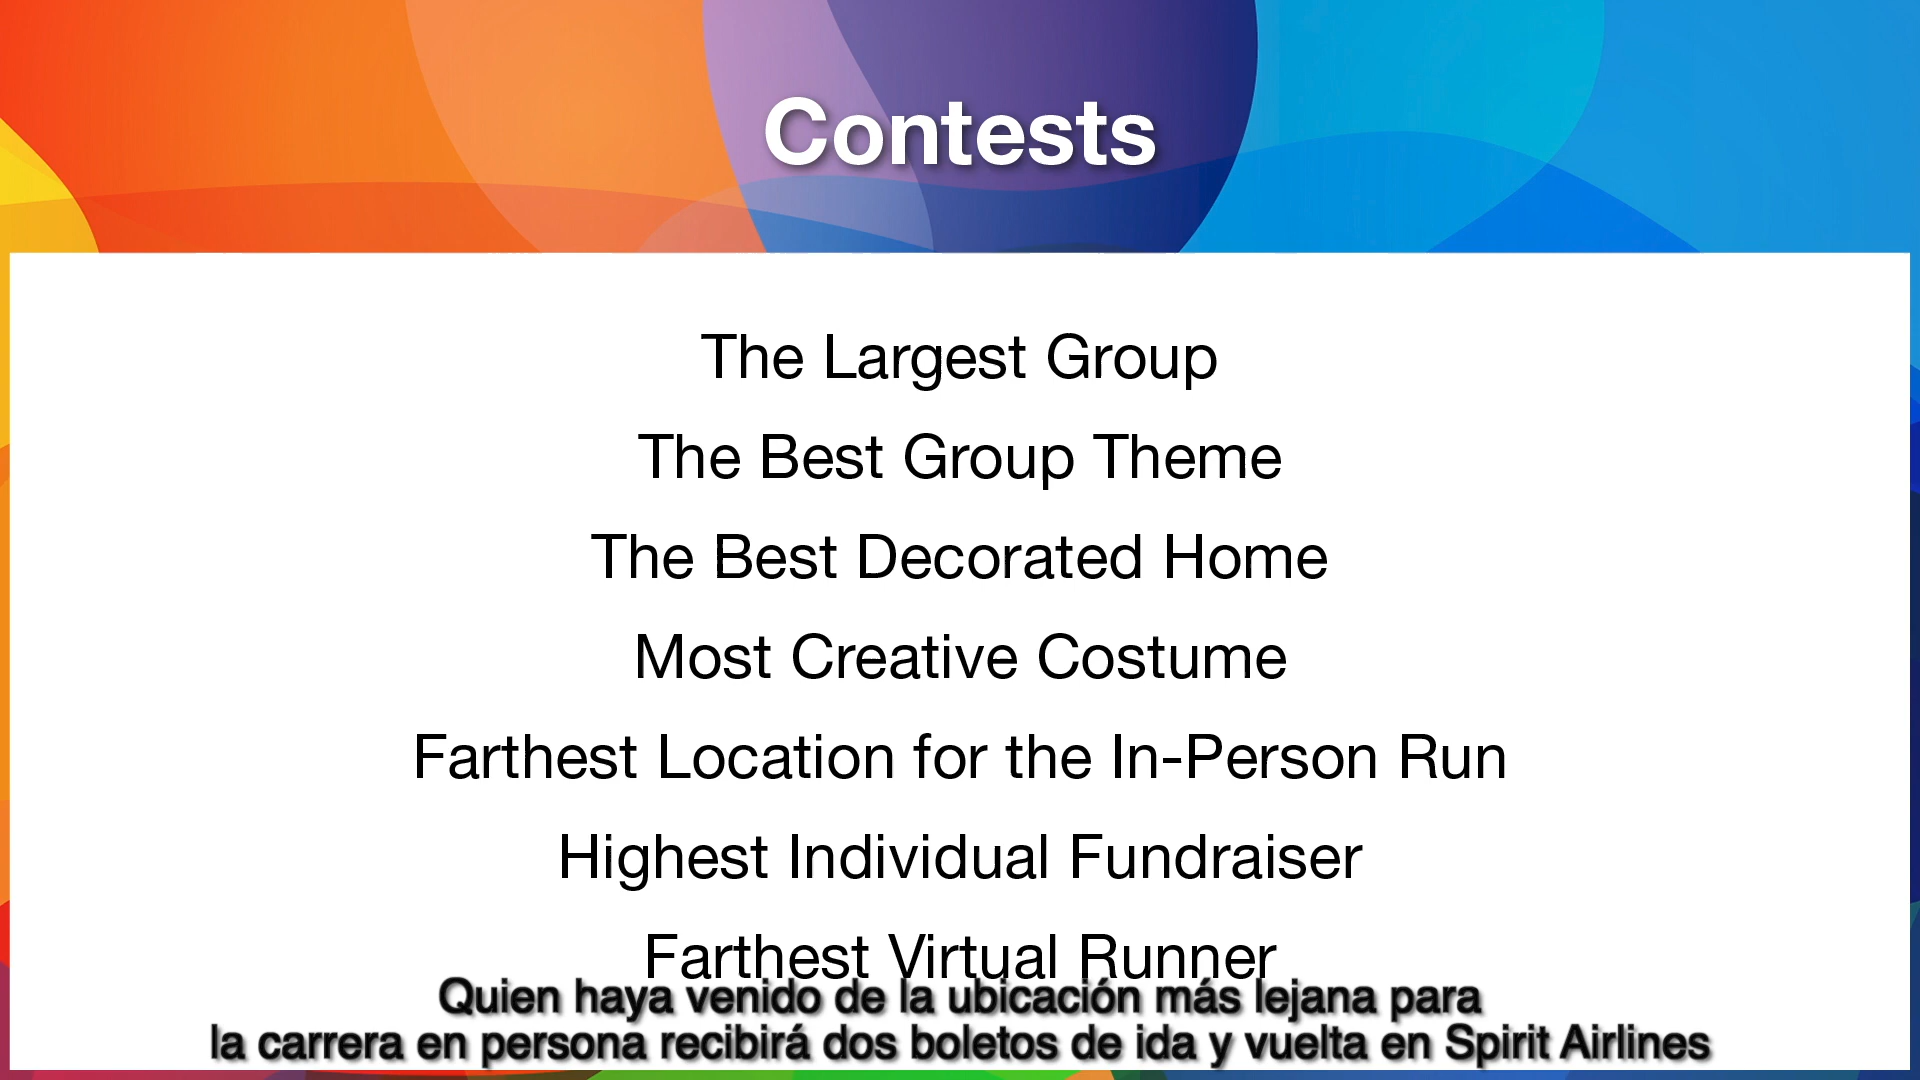 Contests
The Largest Group
The Best Group Theme
The Best Decorated Home
Most Creative Costume
Farthest Location for the In-Person Run
Highest Individual Fundraiser
Farthest Virtual Runner
Quien haya venido de la ubicación más lejana para
la carrera en persona recibirá dos boletos de ida y vuelta en Spirit Airlines